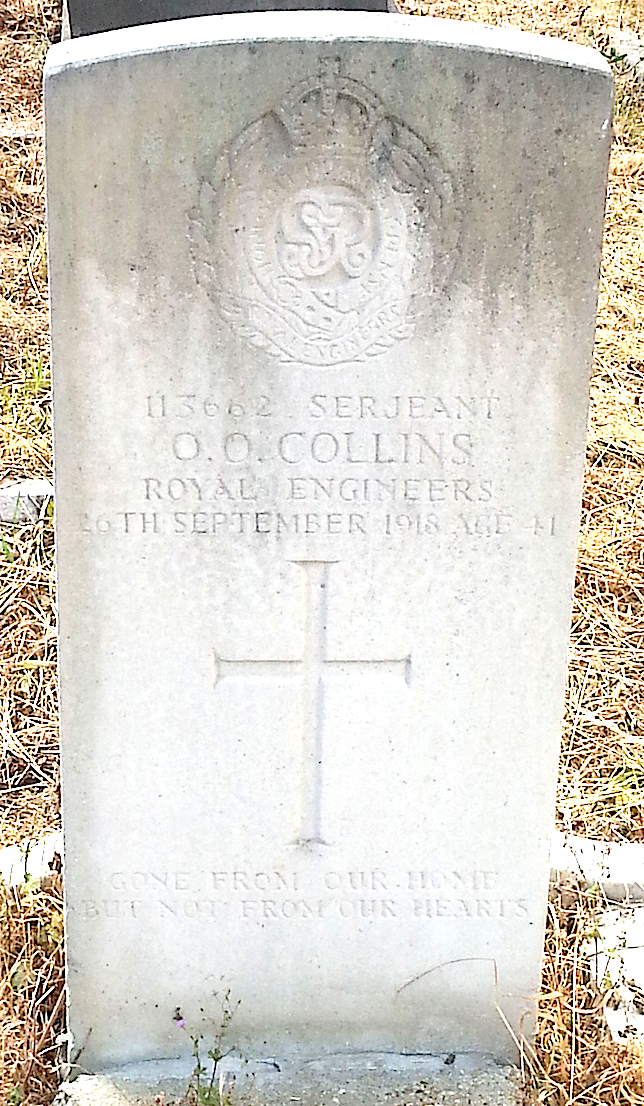 113662 SERJEANT
O.O. COLLINS
ROYAL ENGINEERS
26TH SEPTEMBER 1918 AGE 41
GONE FROM OUR HOME
BUT NOT FROM OUR HEARTS